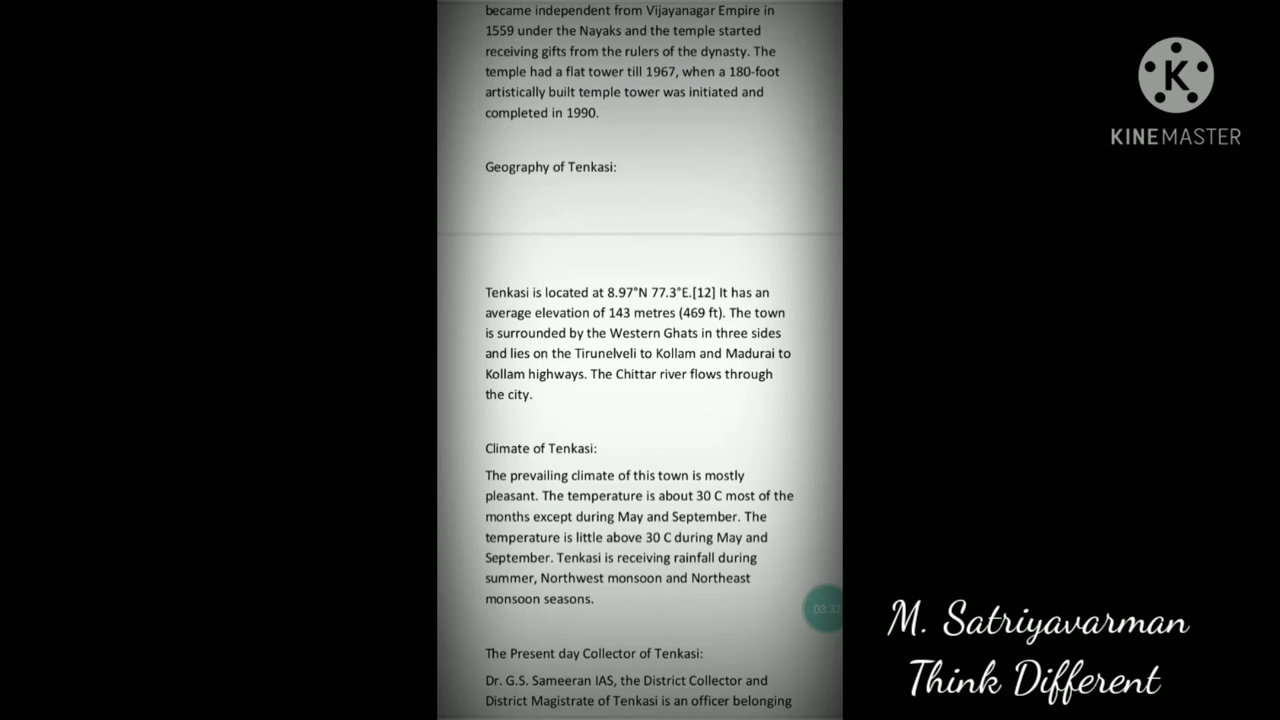 became independent from Vijayanagar Empire in
1559 under the Nayaks and the temple started
receiving gifts from the rulers of the dynasty. The
temple had a flat tower till 1967, when a 180-foot
artistically built temple tower was initiated and
completed in 1990.
Geography of Tenkasi:
Tenkasi is located at 8.97°N 77.3°E.[12] It has an
average elevation of 143 metres (469 ft). The town
is surrounded by the Western Ghats in three sides
and lies on the Tirunelveli to Kollam and Madurai to
Kollam highways. The Chittar river flows through
the city.
Climate of Tenkasi:
The prevailing climate of this town is mostly
pleasant. The temperature is about 30 C most of the
months except during May and September. The
temperature is little above 30 C during May and
September. Tenkasi is receiving rainfall during
summer, Northwest monsoon and Northeast
monsoon seasons.
03:32
The Present day Collector of Tenkasi:
Dr. G.S. Sameeran IAS, the District Collector and
District Magistrate of Tenkasi is an officer belonging
K
KINEMASTER
M. Satriyavarman
Think Different